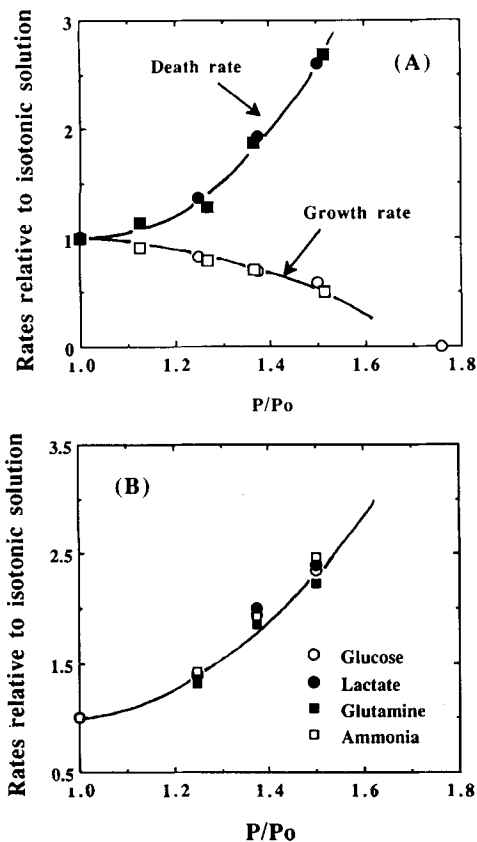 Rates relative to isotonic solution
3
2
1
0
(A)
Death rate
Growth rate
1.0
1.2
1.4
1.6
1.8
P/Po
Rates relative to isotonic solution
3.5
2.5
1.5
0.5
(B)
Glucose
Lactate
Glutamine
Ammonia
1.0
1.2
1.4
1.6
1.8
P/Po